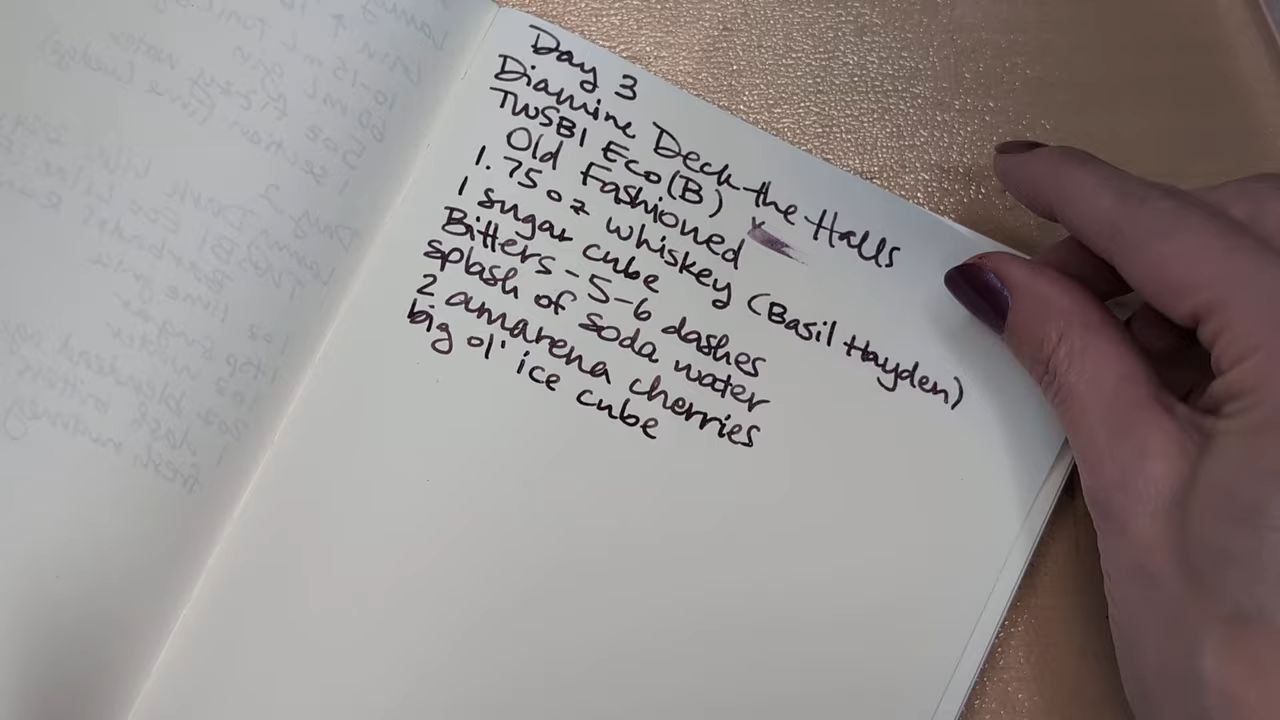 Day 3
Diamine Deck the Halls
TWSBI Eco (B)
Old Fashioned
1.75 oz whiskey (Basil Hayden)
1 sugar cube
Bitters - 5-6 dashes
splash of soda water
2 amarena cherries
big ol' ice cube